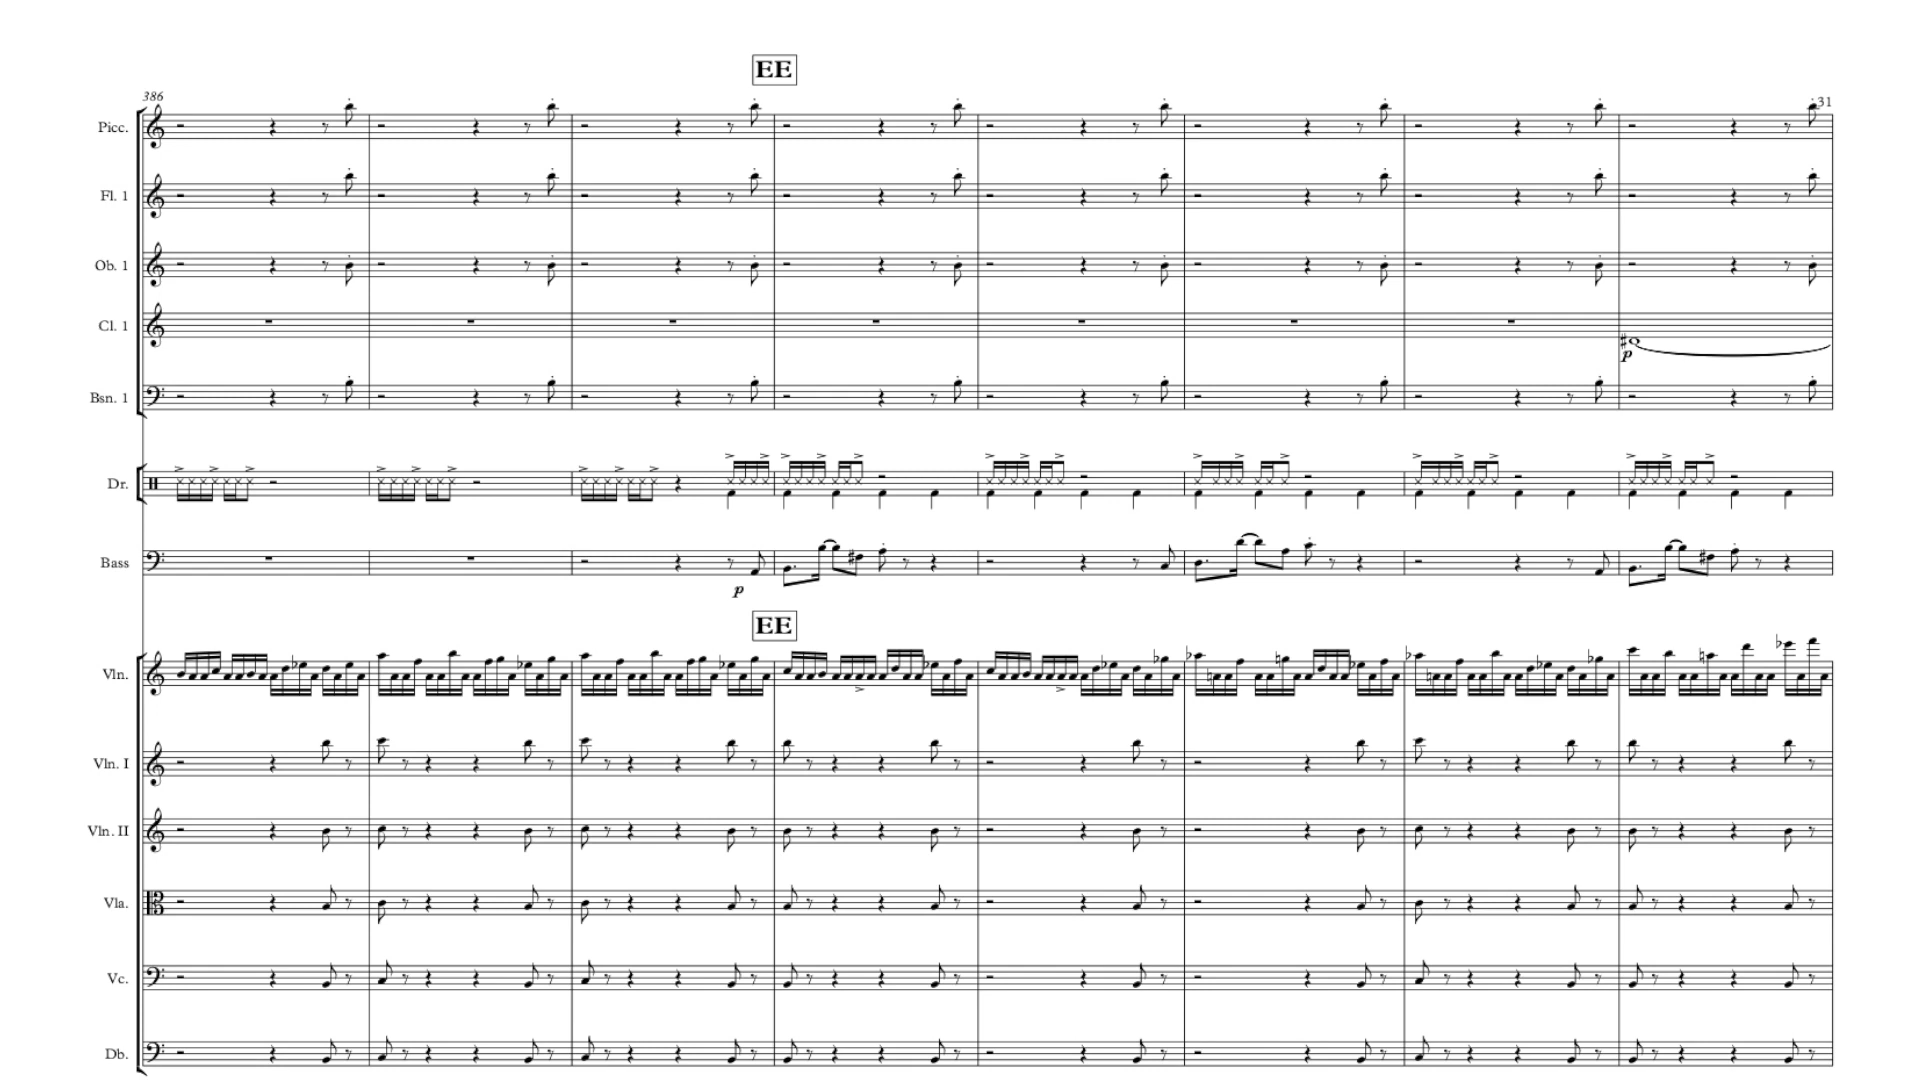 EE
386
31
Picc.
Fl. 1
Ob. 1
Cl. 1
p
Bsn. 1
Dr.
Bass
p
EE
Vln.
Vln. I
Vln. II
Vla.
Vc.
Db.